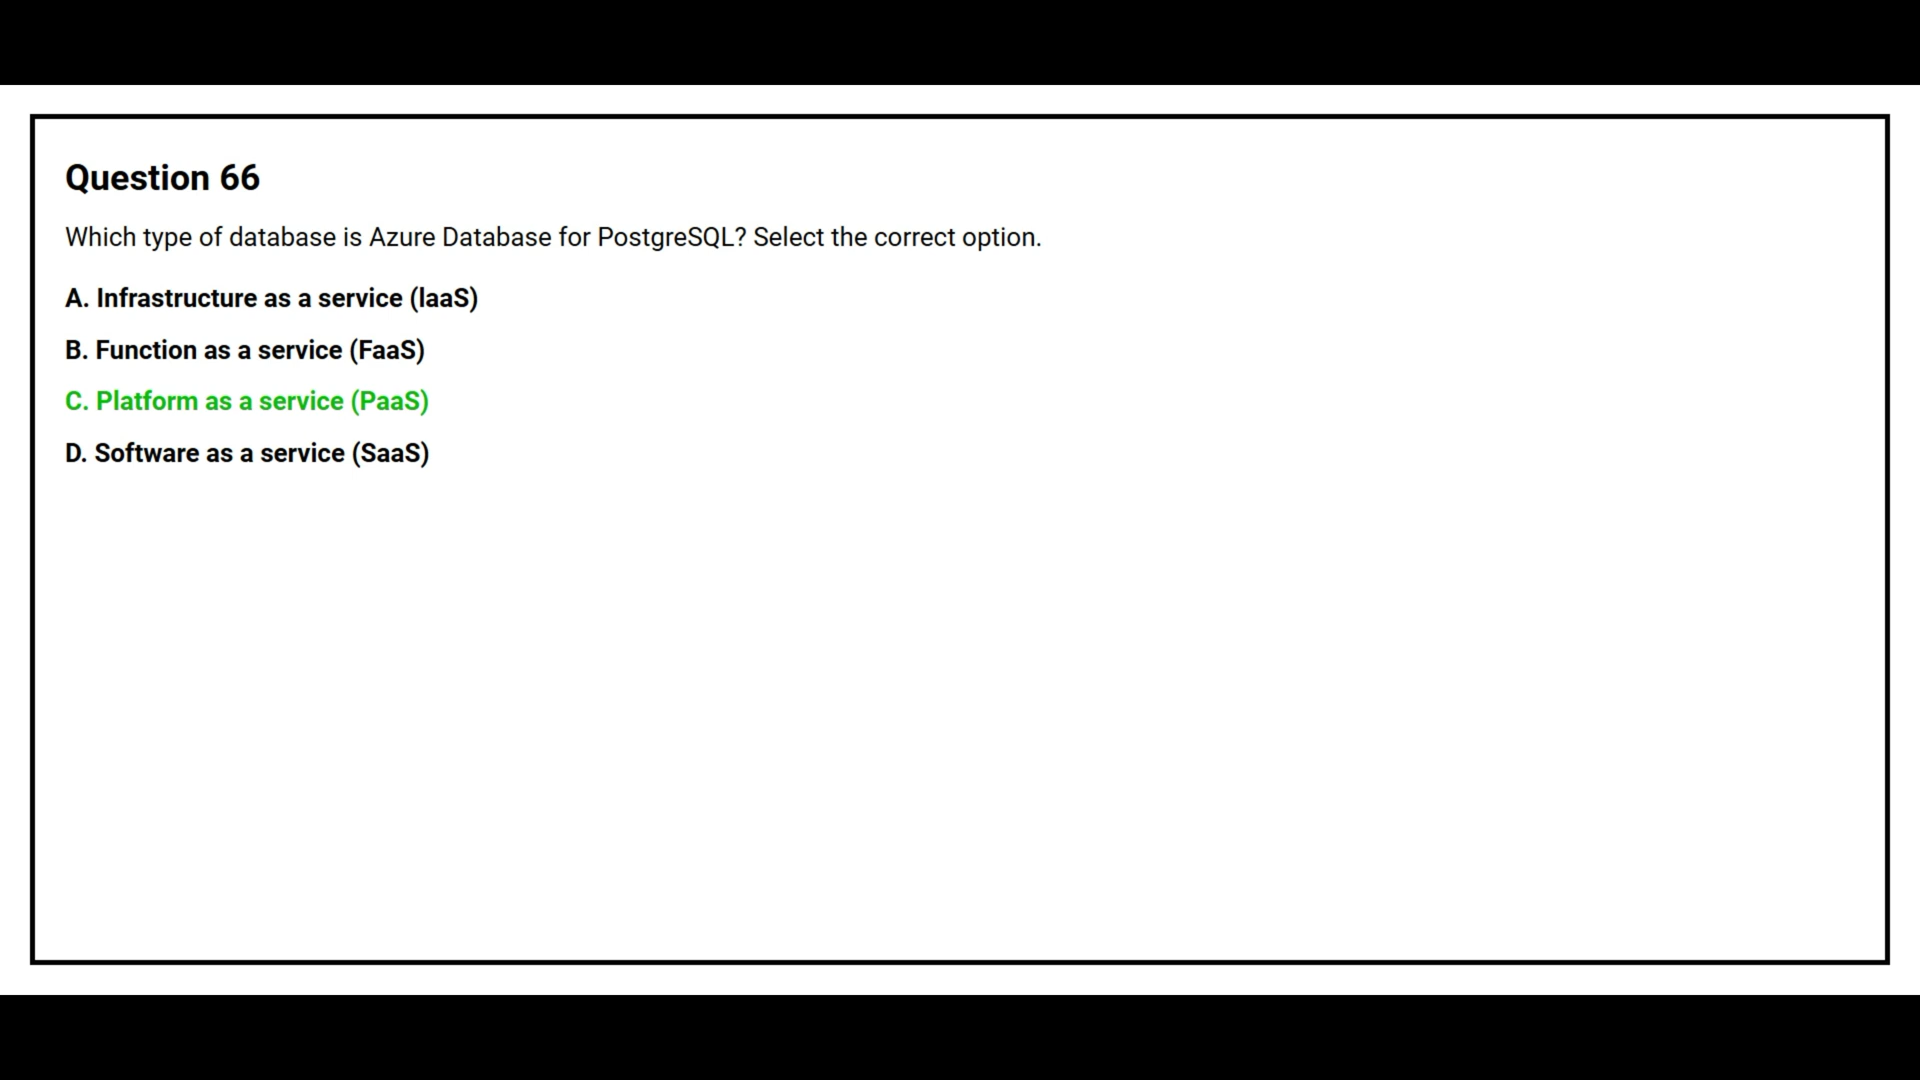 Question 66
Which type of database is Azure Database for PostgreSQL? Select the correct option.
A. Infrastructure as a service (IaaS)
B. Function as a service (FaaS)
C. Platform as a service (PaaS)
D. Software as a service (SaaS)